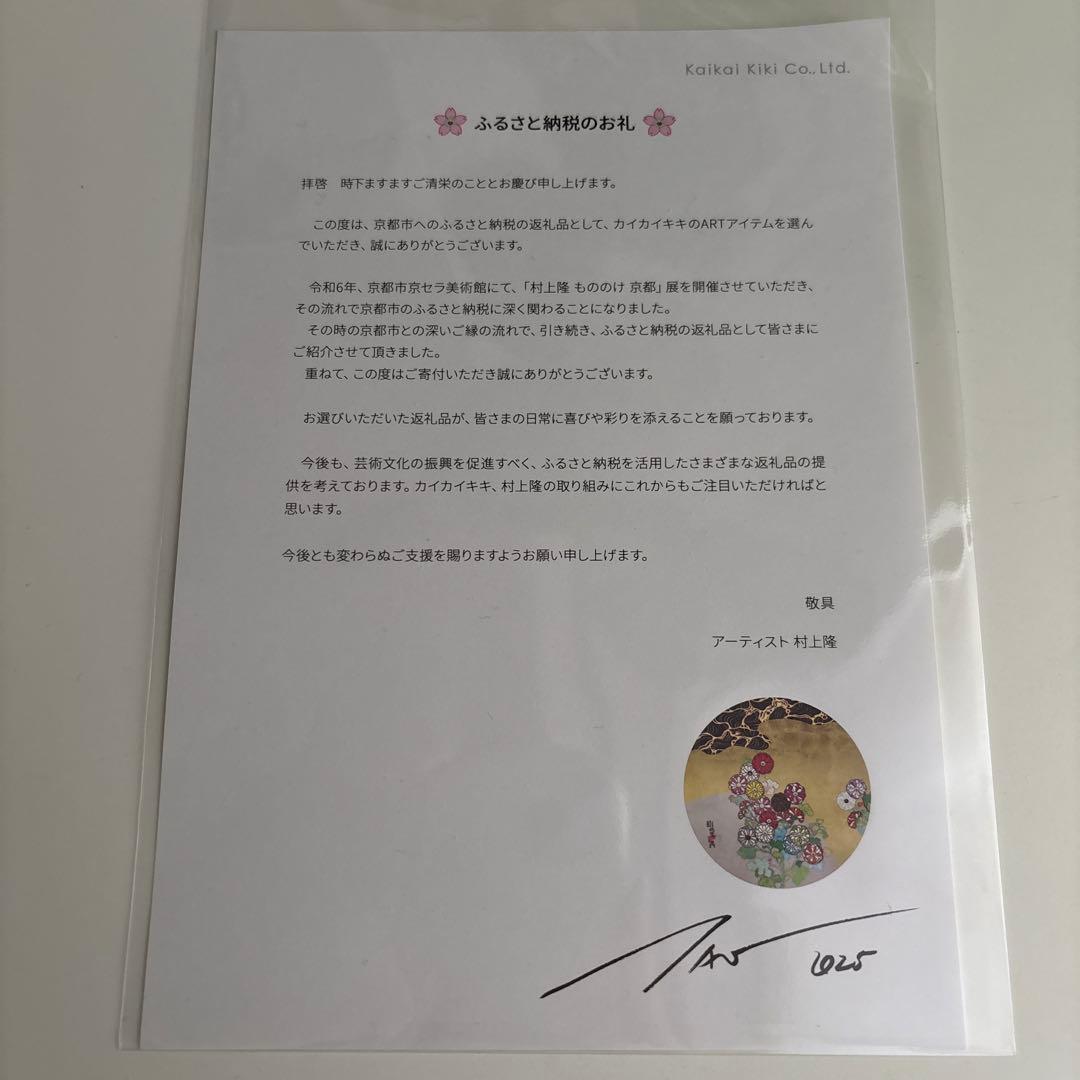 Kaikai Kiki Co., Ltd.
ふるさと納税のお礼
拝啓　時下ますますご清栄のこととお慶び申し上げます。
この度は、京都市へのふるさと納税の返礼品として、カイカイキキのARTアイテムを選ん
でいただき、誠にありがとうございます。
令和6年、京都市京セラ美術館にて、「村上隆 もののけ 京都」展を開催させていただき、
その流れで京都市のふるさと納税に深く関わることになりました。
その時の京都市との深いご縁の流れで、引き続き、ふるさと納税の返礼品として皆さまに
ご紹介させて頂きました。
重ねて、この度はご寄付いただき誠にありがとうございます。
お選びいただいた返礼品が、皆さまの日常に喜びや彩りを添えることを願っております。
今後も、芸術文化の振興を促進すべく、ふるさと納税を活用したさまざまな返礼品の提
供を考えております。カイカイキキ、村上隆の取り組みにこれからもご注目いただければと
思います。
今後とも変わらぬご支援を賜りますようお願い申し上げます。
敬具
アーティスト 村上隆